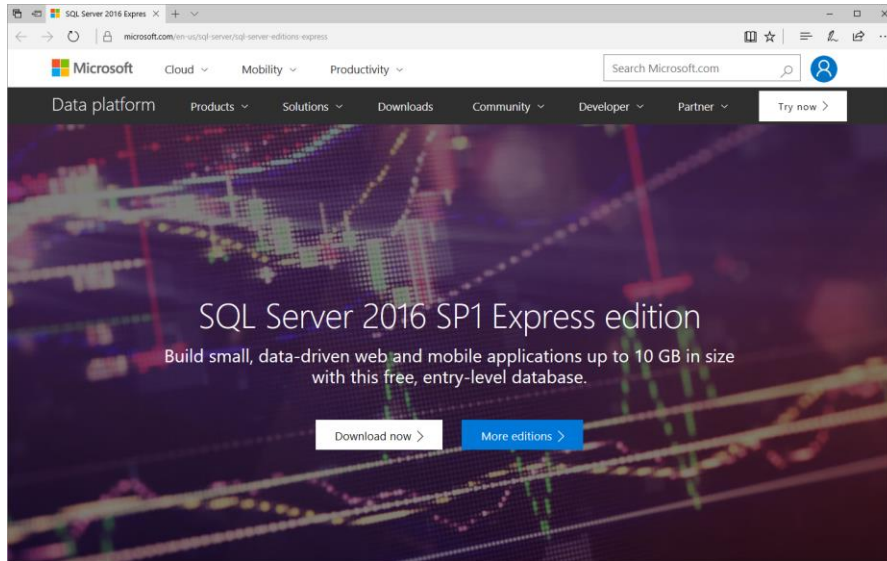 SQL Server 2016 Expres
microsoft.com/en-us/sql-server/sql-server-editions-express
Microsoft Cloud Mobility Productivity Search Microsoft.com
Data platform Products Solutions Downloads Community Developer Partner Try now
SQL Server 2016 SP1 Express edition
Build small, data-driven web and mobile applications up to 10 GB in size
with this free, entry-level database.
Download now More editions